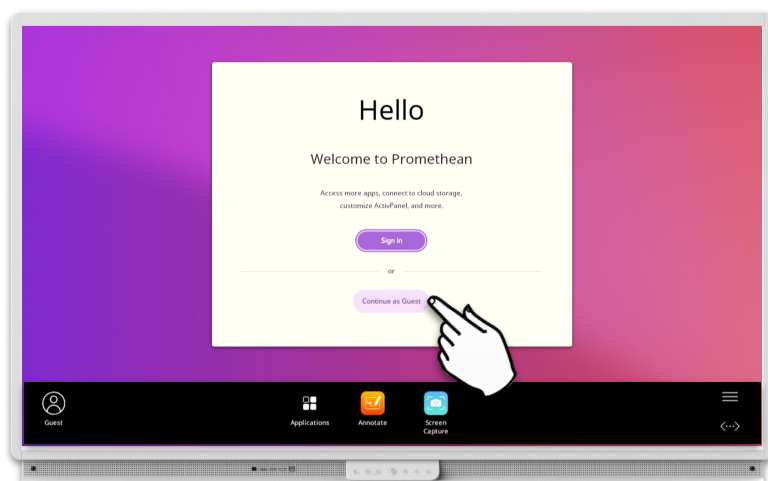 Hello
Welcome to Promethean
Access more apps, connect to cloud storage,
customize ActivPanel, and more.
Sign in
or
Continue as Guest
Guest
Applications
Annotate
Screen
Capture